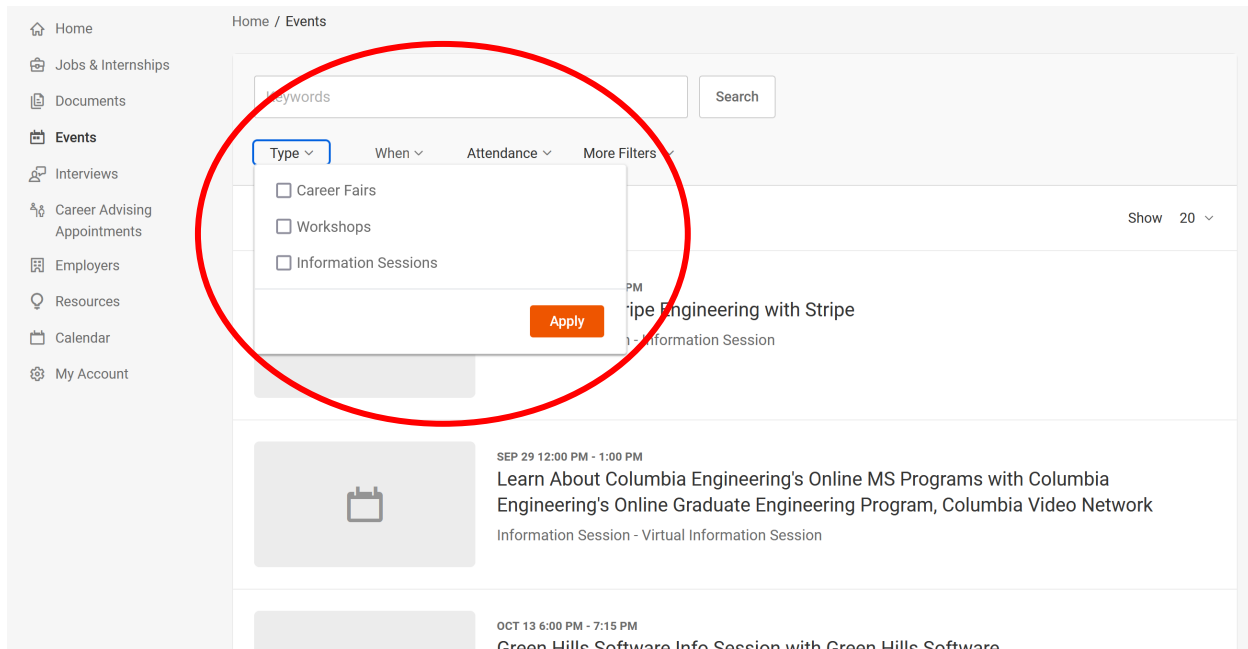 Home
Jobs & Internships
Documents
Events
Interviews
Career Advising
Appointments
Employers
Resources
Calendar
My Account
Home / Events
Keywords
Search
Type
When
Attendance
More Filters
Career Fairs
Workshops
Information Sessions
Apply
Show 20
PM
Engineering with Stripe
- Information Session
SEP 29 12:00 PM - 1:00 PM
Learn About Columbia Engineering's Online MS Programs with Columbia
Engineering's Online Graduate Engineering Program, Columbia Video Network
Information Session - Virtual Information Session
OCT 13 6:00 PM - 7:15 PM
Green Hills Software Info Session with Green Hills Software